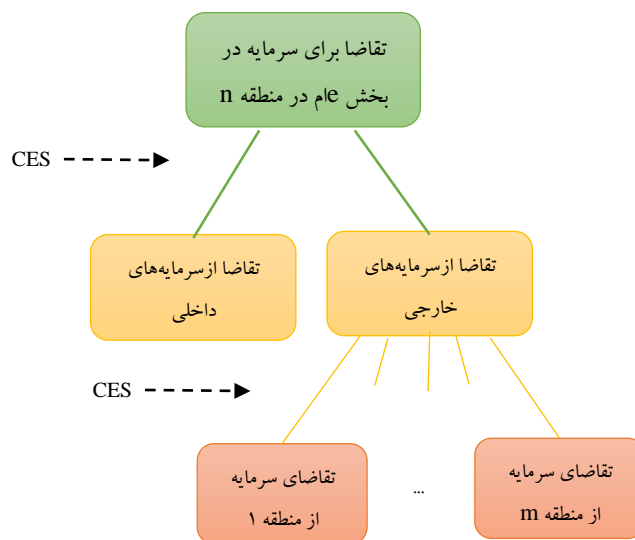 تقاضا برای سرمایه در
بخش eام در منطقه n
CES
تقاضا ازسرمایه‌های
داخلی
تقاضا ازسرمایه‌های
خارجی
CES
تقاضای سرمایه
از منطقه ۱
...
تقاضای سرمایه
از منطقه m